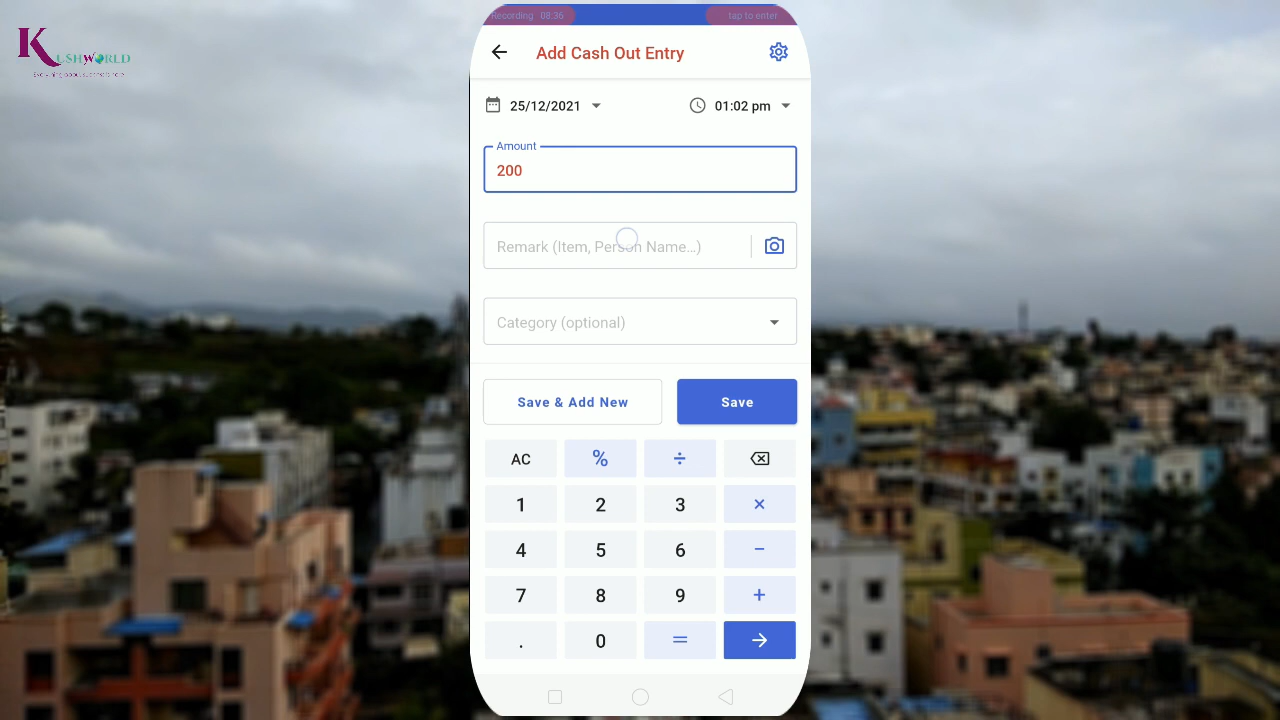 Recording 08:36
tap to enter
KUSHWORLD
Add Cash Out Entry
25/12/2021
01:02 pm
Amount
200
Remark (Item, Person Name...)
Category (optional)
Save & Add New
Save
AC % ÷
1 2 3 ×
4 5 6 −
7 8 9 +
. 0 =